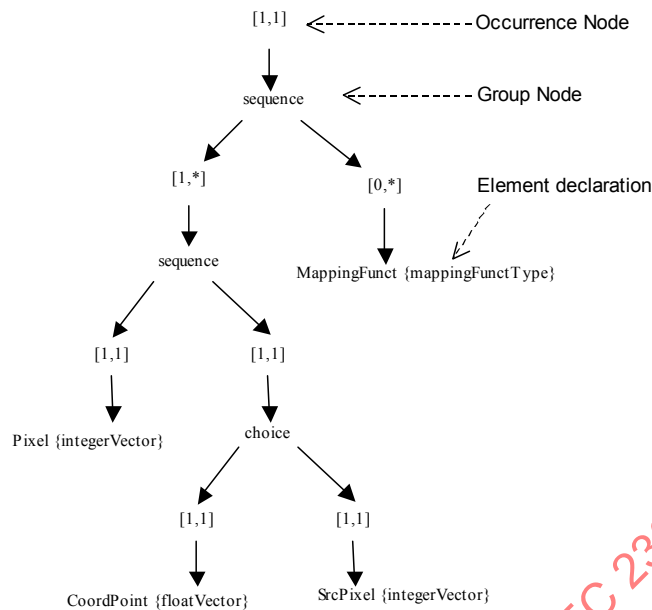 [1,1]
Occurrence Node
sequence
Group Node
[1,*]
[0,*]
Element declaration
sequence
MappingFunct {mappingFunctType}
[1,1]
[1,1]
Pixel {integerVector}
choice
[1,1]
[1,1]
CoordPoint {floatVector}
SrcPixel {integerVector}